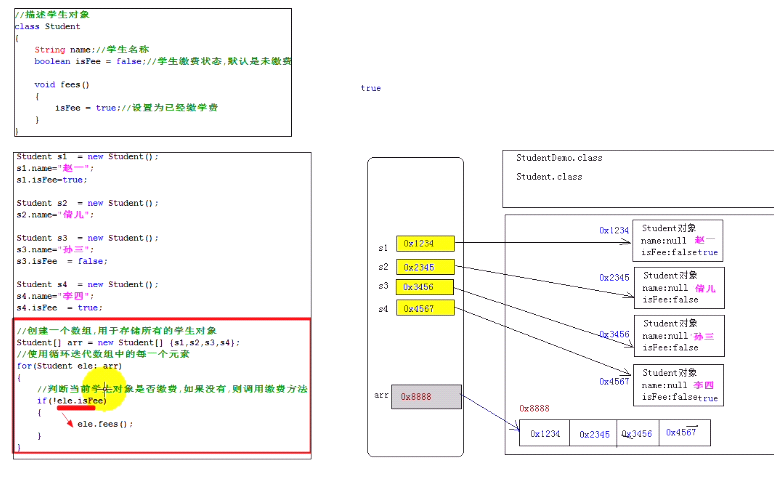 //描述学生对象
class Student
{
String name;//学生名称
boolean isFee = false;//学生缴费状态,默认是未缴费
void fees()
{
isFee = true;//设置为已经缴学费
}
}
true
Student s1 = new Student();
s1.name="赵一";
s1.isFee=true;
Student s2 = new Student();
s2.name="倩儿";
Student s3 = new Student();
s3.name="孙三";
s3.isFee = false;
Student s4 = new Student();
s4.name="李四";
s4.isFee = true;
//创建一个数组,用于存储所有的学生对象
Student[] arr = new Student[] {s1,s2,s3,s4};
//使用循环迭代数组中的每一个元素
for(Student ele: arr)
{
//判断当前学生对象是否缴费,如果没有,则调用缴费方法
if(!ele.isFee)
{
ele.fees();
}
}
s1 0x1234
s2 0x2345
s3 0x3456
s4 0x4567
arr 0x8888
StudentDemo.class
Student.class
0x1234
Student对象
name:null 赵一
isFee:falsetrue
0x2345
Student对象
name:null 倩儿
isFee:false
0x3456
Student对象
name:null 孙三
isFee:false
0x4567
Student对象
name:null 李四
isFee:falsetrue
0x8888
0x1234 0x2345 0x3456 0x4567